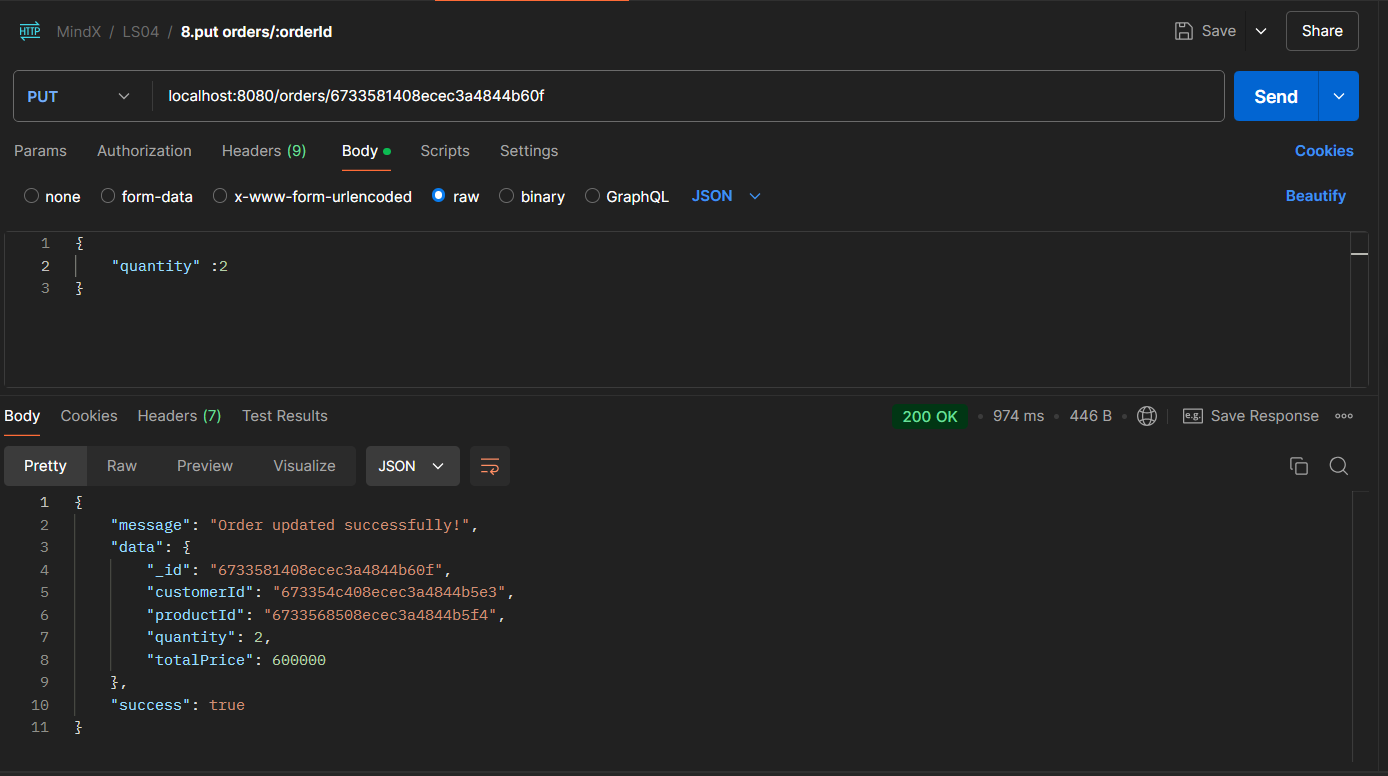 HTTP MindX / LS04 / 8.put orders/:orderId Save Share
PUT localhost:8080/orders/6733581408ecec3a4844b60f Send
Params Authorization Headers (9) Body Scripts Settings Cookies
none form-data x-www-form-urlencoded raw binary GraphQL JSON Beautify
1 {
2 "quantity" :2
3 }
Body Cookies Headers (7) Test Results 200 OK 974 ms 446 B e.g. Save Response
Pretty Raw Preview Visualize JSON
1 {
2 "message": "Order updated successfully!",
3 "data": {
4 "_id": "6733581408ecec3a4844b60f",
5 "customerId": "673354c408ecec3a4844b5e3",
6 "productId": "6733568508ecec3a4844b5f4",
7 "quantity": 2,
8 "totalPrice": 600000
9 },
10 "success": true
11 }